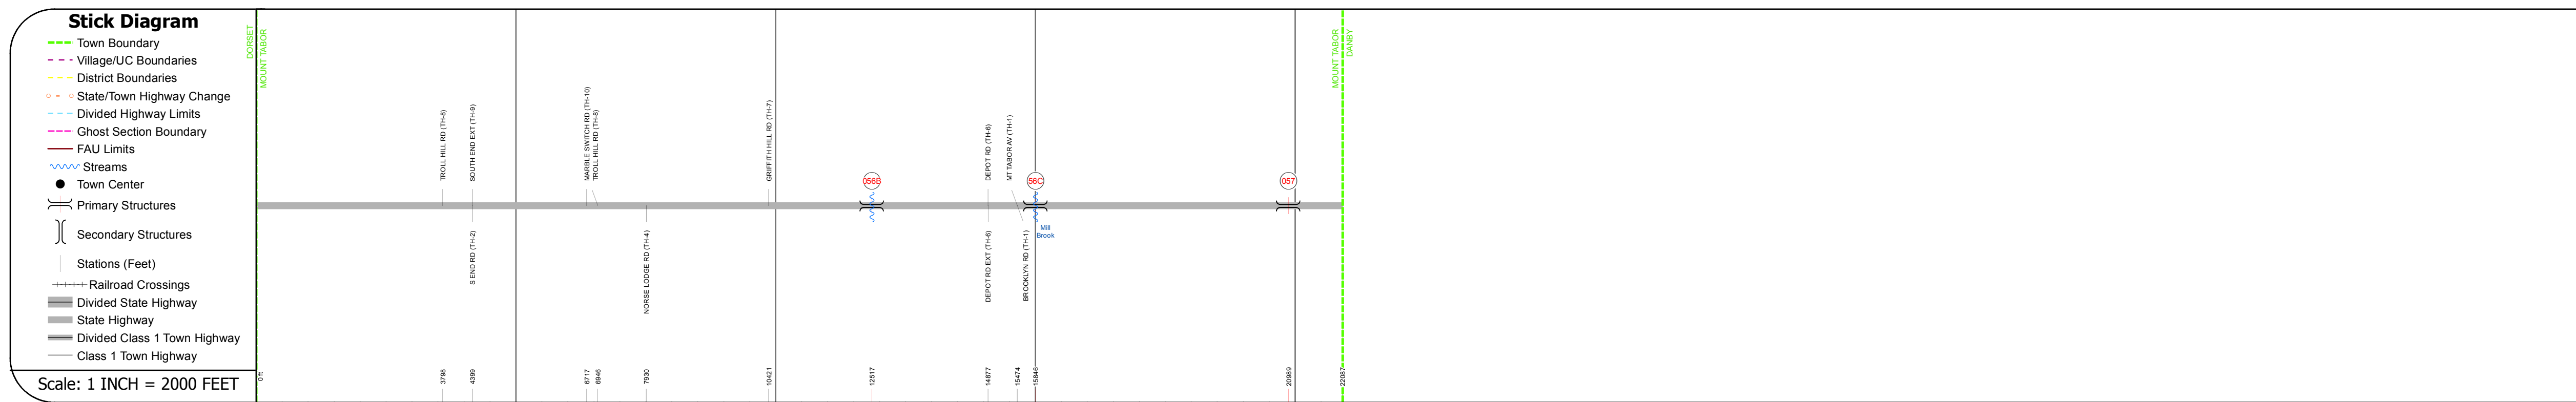 Stick Diagram
Town Boundary
Village/UC Boundaries
District Boundaries
State/Town Highway Change
Divided Highway Limits
Ghost Section Boundary
FAU Limits
Streams
Town Center
Primary Structures
Secondary Structures
Stations (Feet)
Railroad Crossings
Divided State Highway
State Highway
Divided Class 1 Town Highway
Class 1 Town Highway
Scale: 1 INCH = 2000 FEET
DORSET
MOUNT TABOR
TROLL HILL RD (TH-8)
SOUTH END EXT (TH-9)
MARBLE SWITCH RD (TH-10)
TROLL HILL RD (TH-8)
GRIFFITH HILL RD (TH-7)
DEPOT RD (TH-6)
MT TABOR AV (TH-1)
MOUNT TABOR
DANBY
056B
56C
057
Mill
Brook
S END RD (TH-2)
NORSE LODGE RD (TH-4)
DEPOT RD EXT (TH-6)
BROOKLYN RD (TH-1)
0 ft
3798
4399
6717
6946
7930
10421
12517
14877
15474
15846
20989
22087